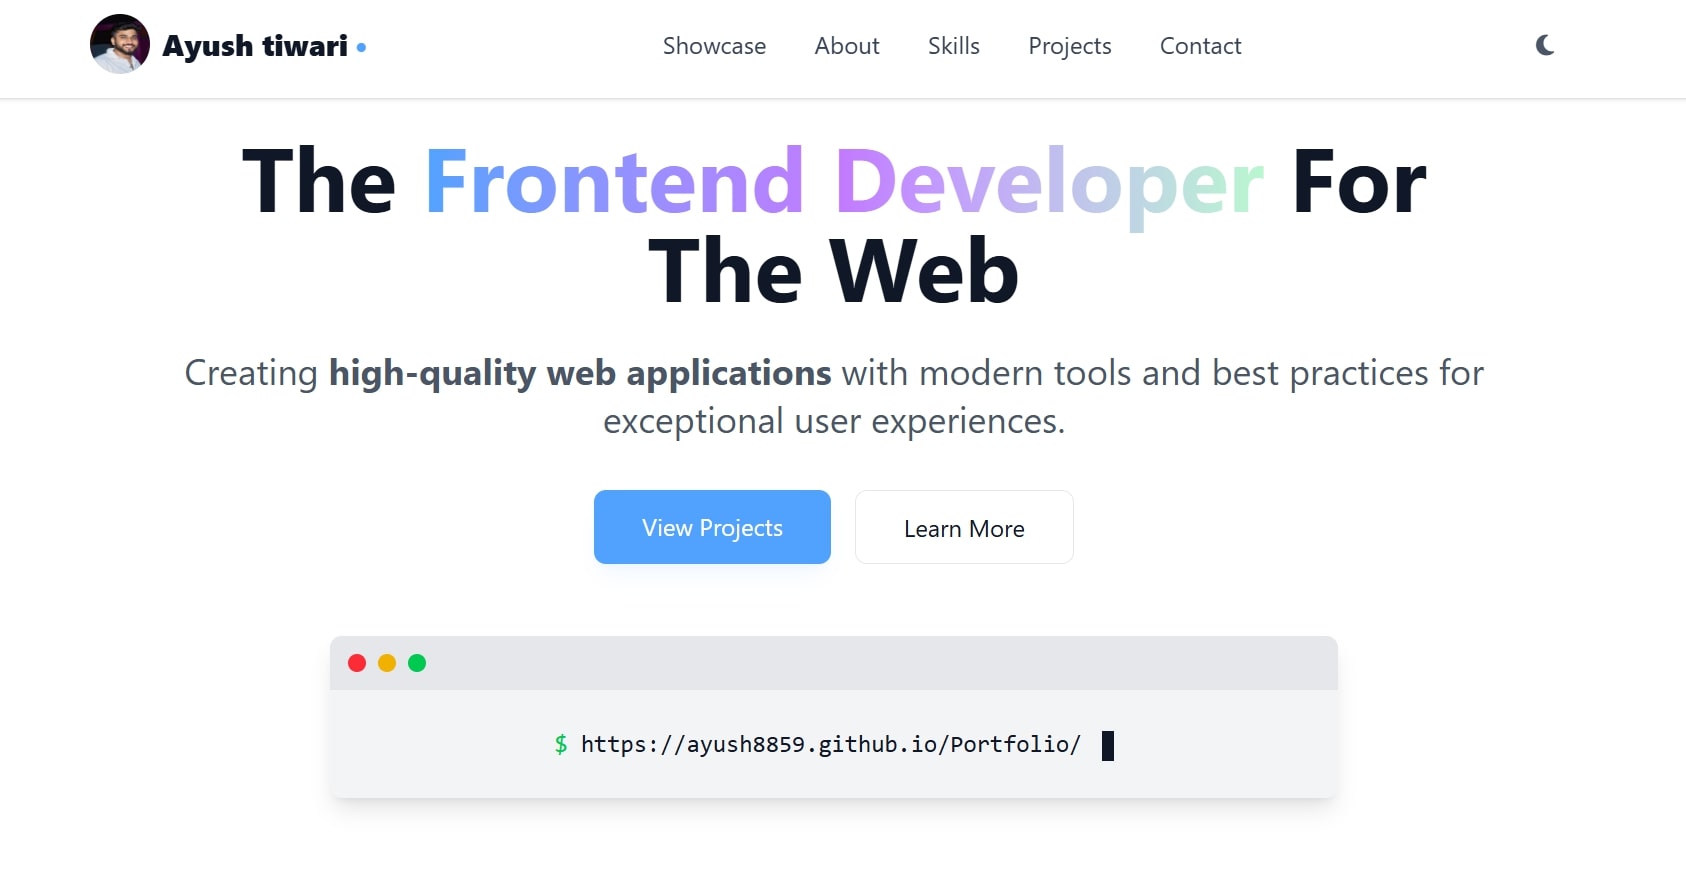 Ayush tiwari
Showcase
About
Skills
Projects
Contact
The Frontend Developer For
The Web
Creating high-quality web applications with modern tools and best practices for
exceptional user experiences.
View Projects
Learn More
$ https://ayush8859.github.io/Portfolio/